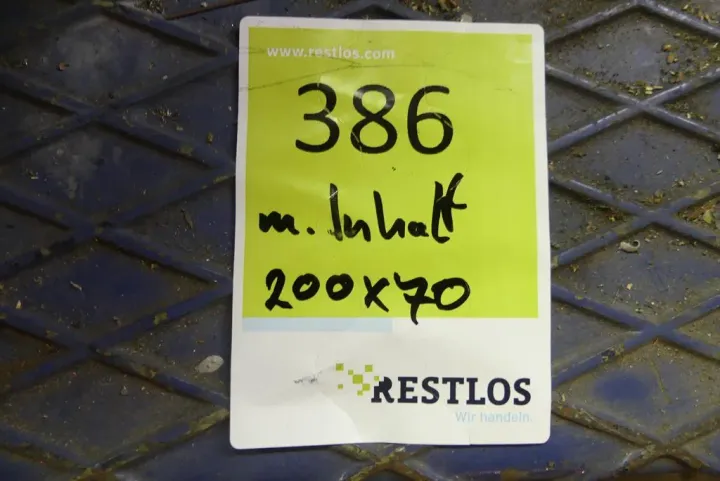 www.restlos.com
386
m. Inhalt
200x70
RESTLOS
Wir handeln.